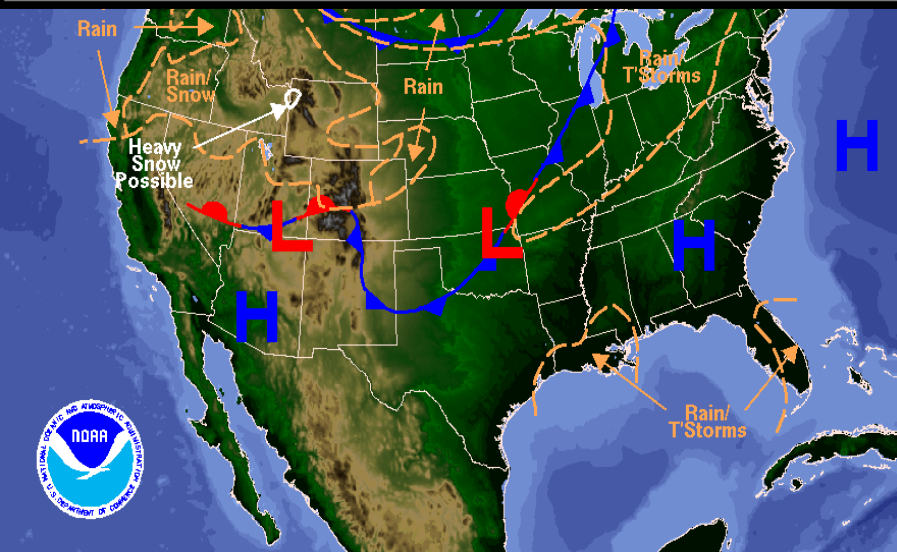 Rain
Rain/
Snow
Heavy
Snow
Possible
Rain
Rain/
T'Storms
H
L
L
H
H
Rain/
T'Storms
NATIONAL OCEANIC AND ATMOSPHERIC ADMINISTRATION
NOAA
U.S. DEPARTMENT OF COMMERCE